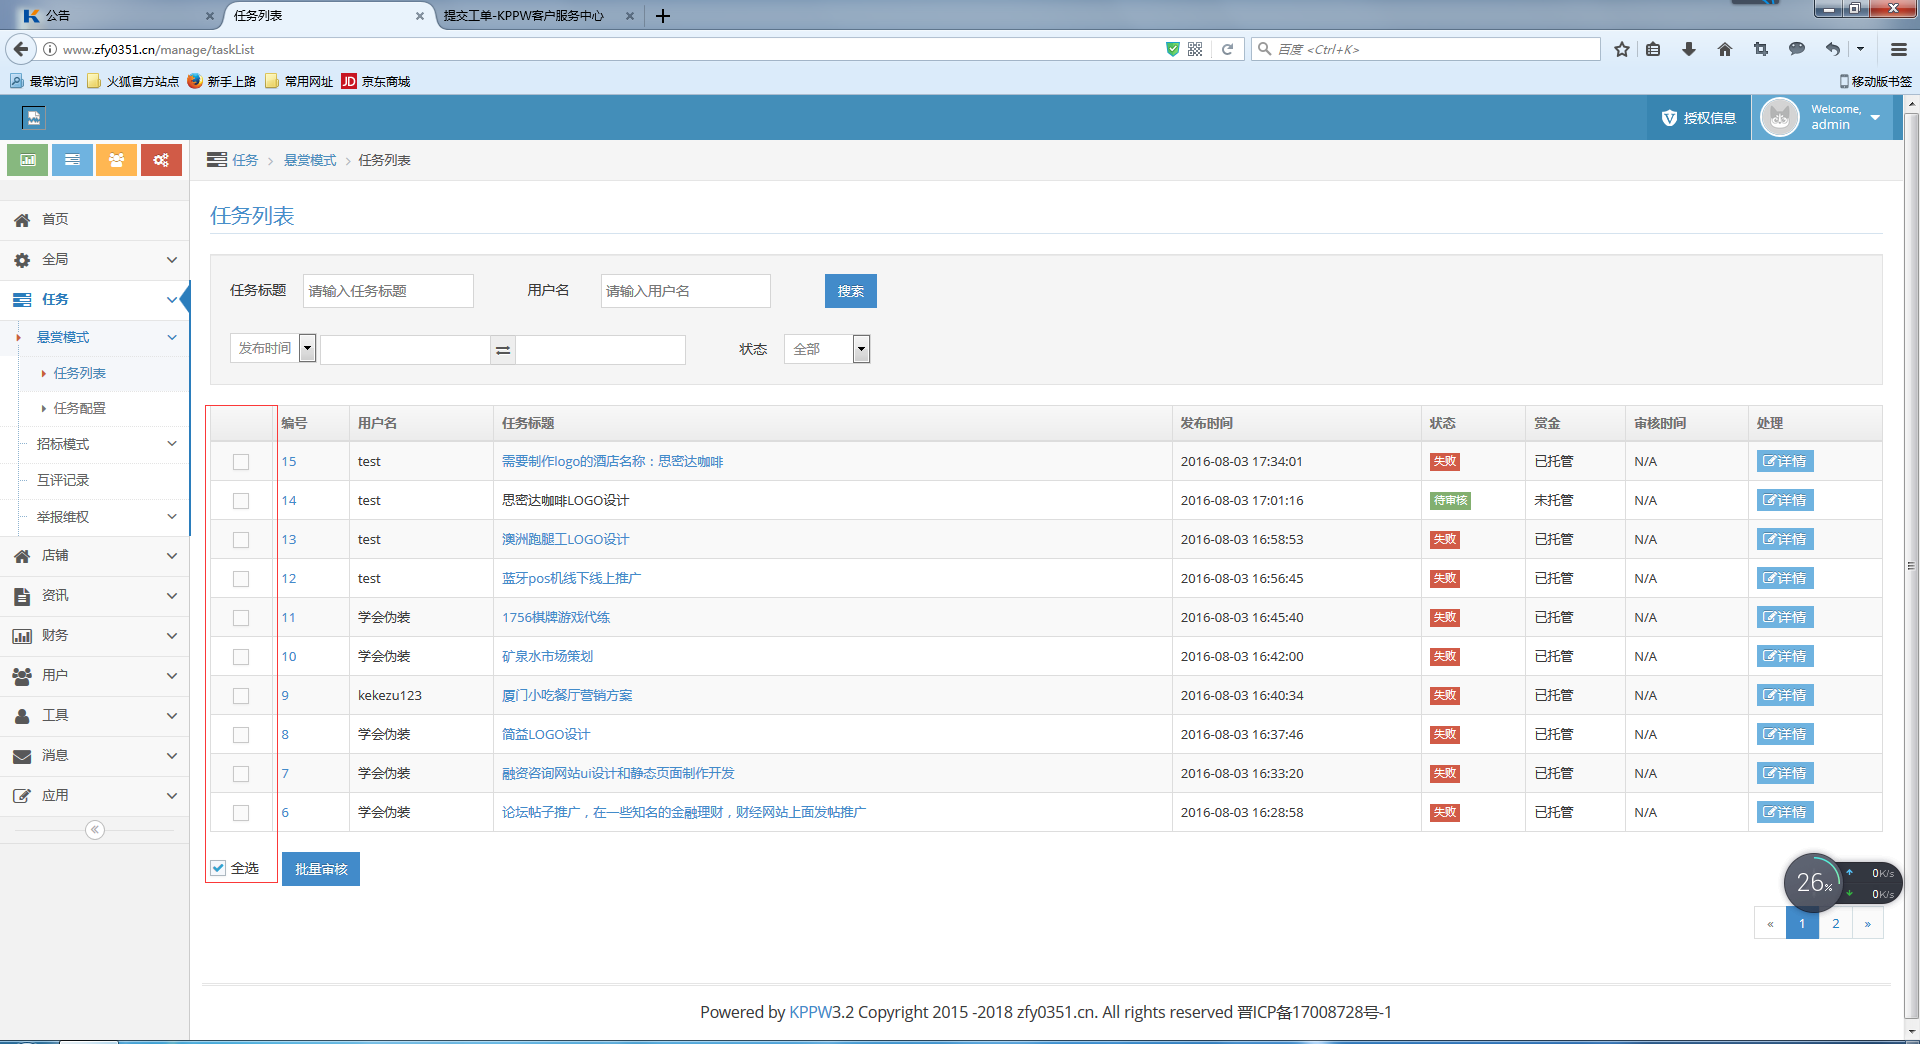 公告
任务列表
提交工单-KPPW客户服务中心
www.zfy0351.cn/manage/taskList
百度 <Ctrl+K>
最常访问 火狐官方站点 新手上路 常用网址 JD 京东商城
移动版书签
授权信息
Welcome,
admin
任务 > 悬赏模式 > 任务列表
首页
全局
任务
悬赏模式
任务列表
任务配置
招标模式
互评记录
举报维权
店铺
资讯
财务
用户
工具
消息
应用
任务列表
任务标题 请输入任务标题 用户名 请输入用户名 搜索
发布时间 状态 全部
编号 用户名 任务标题 发布时间 状态 赏金 审核时间 处理
15 test 需要制作logo的酒店名称：思密达咖啡 2016-08-03 17:34:01 失败 已托管 N/A 详情
14 test 思密达咖啡LOGO设计 2016-08-03 17:01:16 待审核 未托管 N/A 详情
13 test 澳洲跑腿工LOGO设计 2016-08-03 16:58:53 失败 已托管 N/A 详情
12 test 蓝牙pos机线下线上推广 2016-08-03 16:56:45 失败 已托管 N/A 详情
11 学会伪装 1756棋牌游戏代练 2016-08-03 16:45:40 失败 已托管 N/A 详情
10 学会伪装 矿泉水市场策划 2016-08-03 16:42:00 失败 已托管 N/A 详情
9 kekezu123 厦门小吃餐厅营销方案 2016-08-03 16:40:34 失败 已托管 N/A 详情
8 学会伪装 简益LOGO设计 2016-08-03 16:37:46 失败 已托管 N/A 详情
7 学会伪装 融资咨询网站ui设计和静态页面制作开发 2016-08-03 16:33:20 失败 已托管 N/A 详情
6 学会伪装 论坛帖子推广，在一些知名的金融理财，财经网站上面发帖推广 2016-08-03 16:28:58 失败 已托管 N/A 详情
全选 批量审核
26% 0K/s
0K/s
« 1 2 »
Powered by KPPW3.2 Copyright 2015 -2018 zfy0351.cn. All rights reserved 晋ICP备17008728号-1